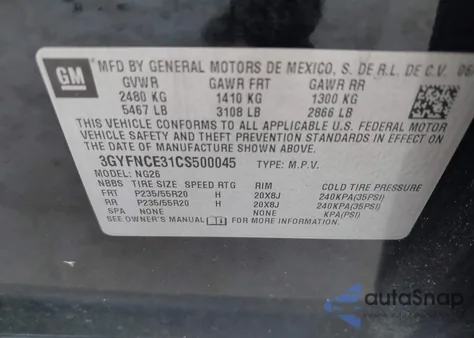 GM
MFD BY GENERAL MOTORS DE MEXICO, S. DE R.L. DE C.V.
GVWR GAWR FRT GAWR RR
2480 KG 1410 KG 1300 KG
5467 LB 3108 LB 2866 LB
THIS VEHICLE CONFORMS TO ALL APPLICABLE U.S. FEDERAL MOTOR
VEHICLE SAFETY AND THEFT PREVENTION STANDARDS IN EFFECT ON
THE DATE OF MANUFACTURE SHOWN ABOVE.
3GYFNCE31CS500045 TYPE: M.P.V.
MODEL: NG26
NBBS TIRE SIZE SPEED RTG RIM COLD TIRE PRESSURE
FRT P235/55R20 H 20X8J 240KPA(35PSI)
RR P235/55R20 H 20X8J 240KPA(35PSI)
SPA NONE NONE KPA(PSI)
SEE OWNER'S MANUAL FOR MORE INFORMATION.
autoSnap